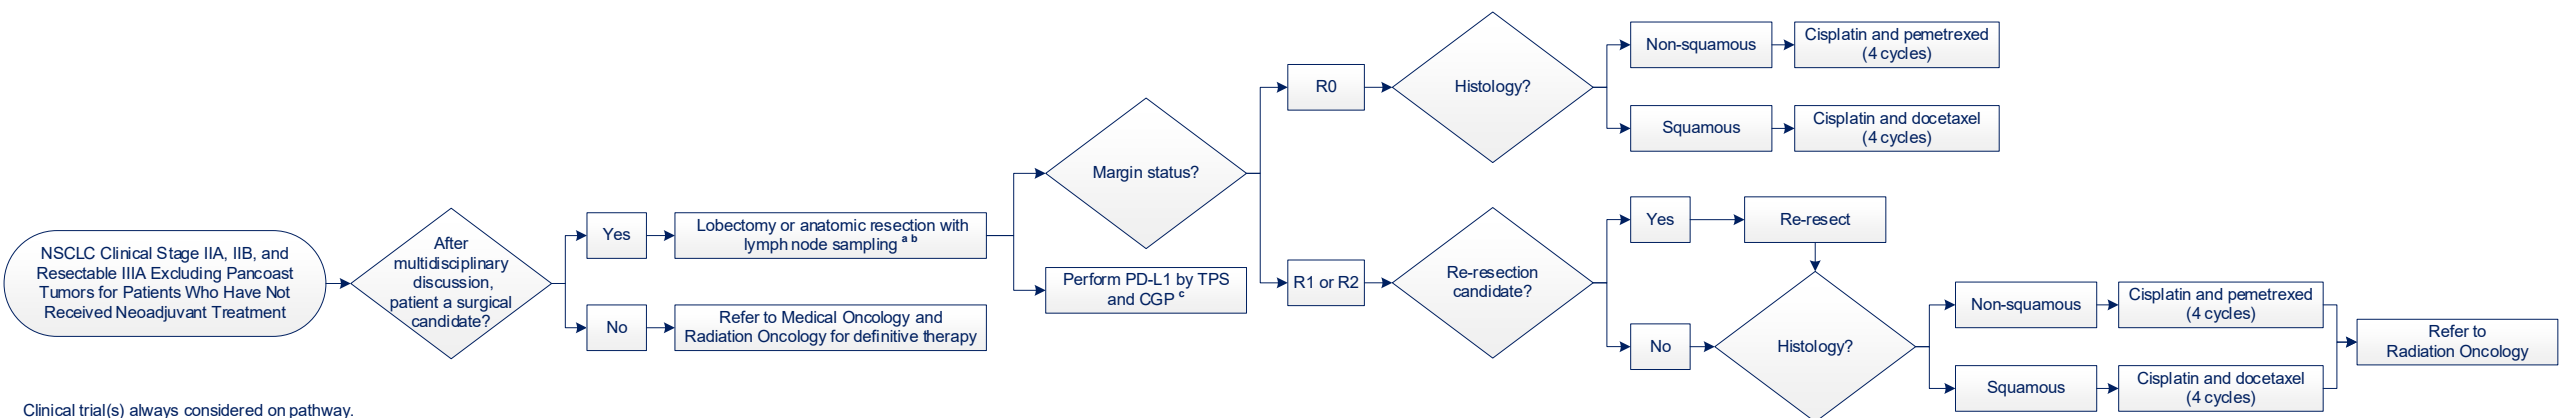 NSCLC Clinical Stage IIA, IIB, and
Resectable IIIA Excluding Pancoast
Tumors for Patients Who Have Not
Received Neoadjuvant Treatment
After
multidisciplinary
discussion,
patient a surgical
candidate?
Yes
Lobectomy or anatomic resection with
lymph node sampling a b
No
Refer to Medical Oncology and
Radiation Oncology for definitive therapy
Margin status?
Perform PD-L1 by TPS
and CGP c
R0
Histology?
Non-squamous
Cisplatin and pemetrexed
(4 cycles)
Squamous
Cisplatin and docetaxel
(4 cycles)
R1 or R2
Re-resection
candidate?
Yes
Re-resect
No
Histology?
Non-squamous
Cisplatin and pemetrexed
(4 cycles)
Squamous
Cisplatin and docetaxel
(4 cycles)
Refer to
Radiation Oncology
Clinical trial(s) always considered on pathway.